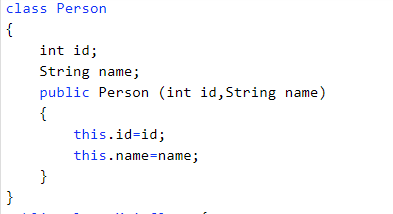 class Person
{
int id;
String name;
public Person (int id,String name)
{
this.id=id;
this.name=name;
}
}